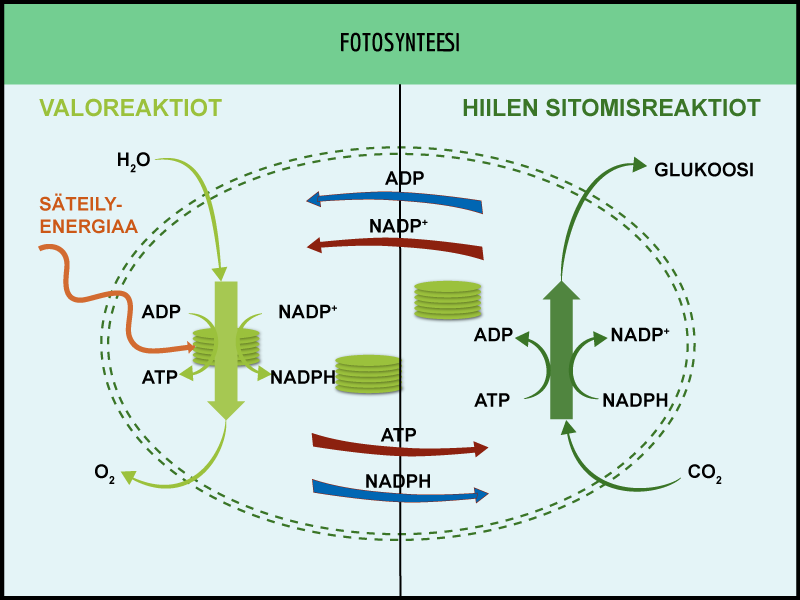 FOTOSYNTEESI
VALOREAKTIOT
HIILEN SITOMISREAKTIOT
H₂O
SÄTEILY-
ENERGIAA
ADP
NADP⁺
ATP
NADPH
O₂
ADP
NADP⁺
ATP
NADPH
GLUKOOSI
ADP
NADP⁺
ATP
NADPH
CO₂